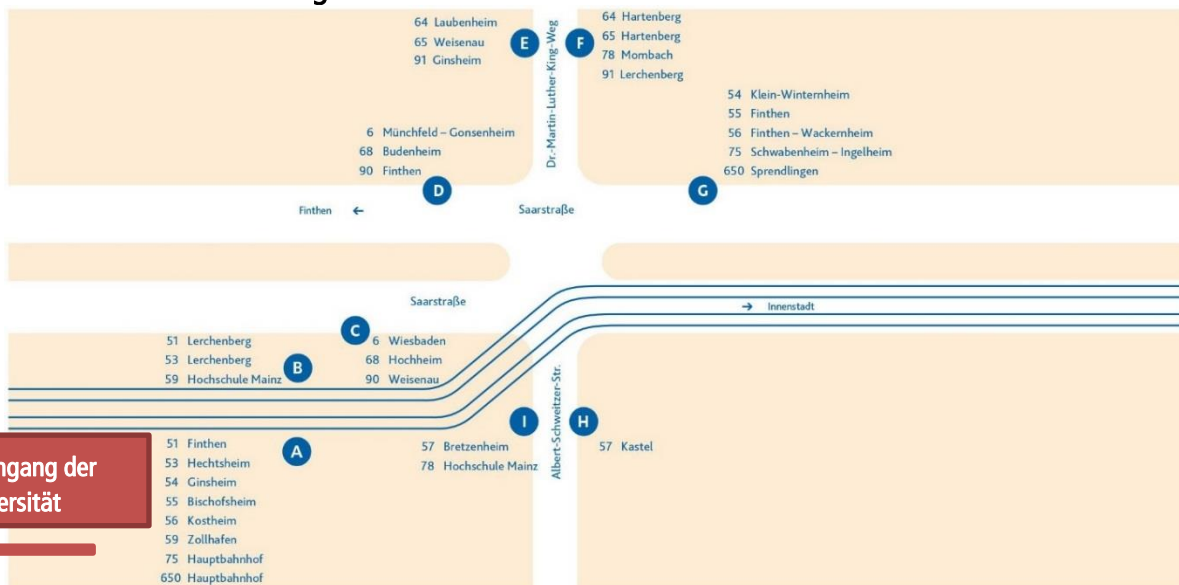 64 Laubenheim
65 Weisenau
91 Ginsheim
E
Dr.-Martin-Luther-King-Weg
F
64 Hartenberg
65 Hartenberg
78 Mombach
91 Lerchenberg
54 Klein-Winternheim
55 Finthen
56 Finthen – Wackernheim
75 Schwabenheim – Ingelheim
650 Sprendlingen
G
6 Münchfeld – Gonsenheim
68 Budenheim
90 Finthen
D
Finthen ←
Saarstraße
Saarstraße
→ Innenstadt
C
6 Wiesbaden
68 Hochheim
90 Weisenau
51 Lerchenberg
53 Lerchenberg
59 Hochschule Mainz
B
A
51 Finthen
53 Hechtsheim
54 Ginsheim
55 Bischofsheim
56 Kostheim
59 Zollhafen
75 Hauptbahnhof
650 Hauptbahnhof
I
57 Bretzenheim
78 Hochschule Mainz
Albert-Schweitzer-Str.
H
57 Kastel
ngang der
ersität